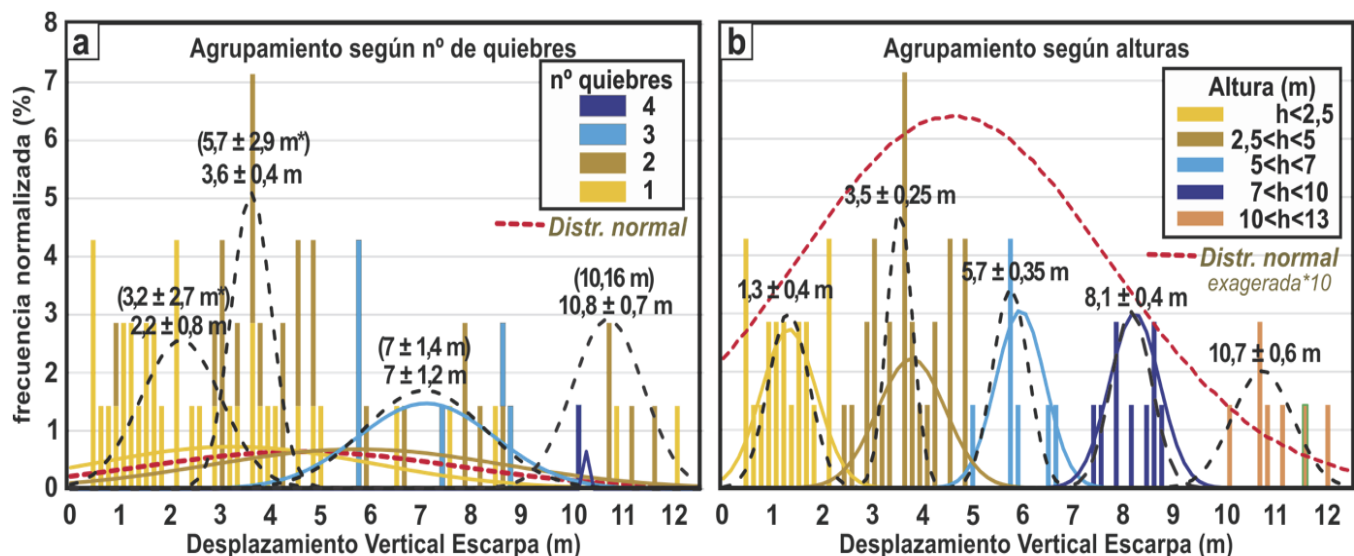 a
Agrupamiento según nº de quiebres
nº quiebres
4
3
2
1
Distr. normal
(5,7 ± 2,9 m*)
3,6 ± 0,4 m
(3,2 ± 2,7 m*)
2,2 ± 0,8 m
(7 ± 1,4 m)
7 ± 1,2 m
(10,16 m)
10,8 ± 0,7 m
frecuencia normalizada (%)
8
7
6
5
4
3
2
1
0
0 1 2 3 4 5 6 7 8 9 10 11 12
Desplazamiento Vertical Escarpa (m)
b
Agrupamiento según alturas
Altura (m)
h<2,5
2,5<h<5
5<h<7
7<h<10
10<h<13
Distr. normal
exagerada*10
3,5 ± 0,25 m
1,3 ± 0,4 m
5,7 ± 0,35 m
8,1 ± 0,4 m
10,7 ± 0,6 m
0 1 2 3 4 5 6 7 8 9 10 11 12
Desplazamiento Vertical Escarpa (m)